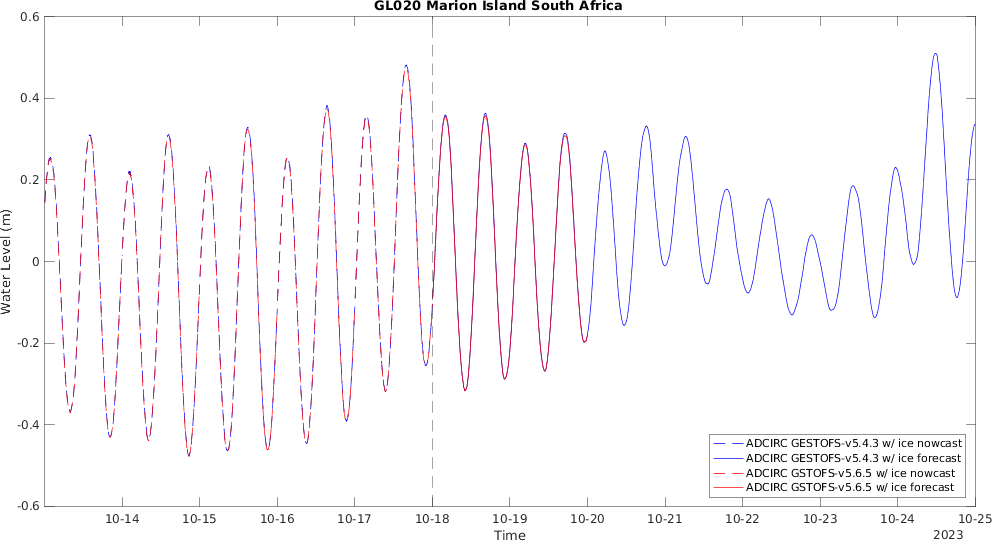 GL020 Marion Island South Africa
0.6
0.4
0.2
0
-0.2
-0.4
-0.6
Water Level (m)
ADCIRC GESTOFS-v5.4.3 w/ ice nowcast
ADCIRC GESTOFS-v5.4.3 w/ ice forecast
ADCIRC GSTOFS-v5.6.5 w/ ice nowcast
ADCIRC GSTOFS-v5.6.5 w/ ice forecast
10-14 10-15 10-16 10-17 10-18 10-19 10-20 10-21 10-22 10-23 10-24 10-25
Time
2023